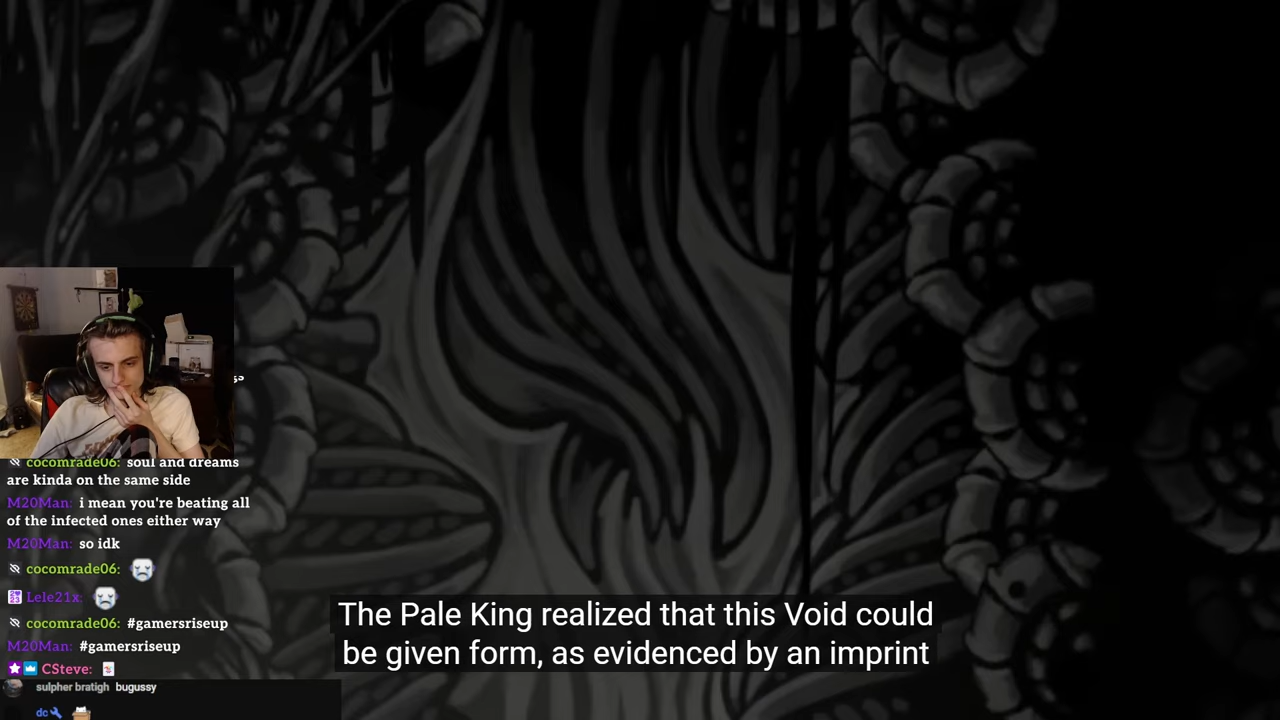 cocomrade06: soul and dreams
are kinda on the same side
M20Man: i mean you're beating all
of the infected ones either way
M20Man: so idk
cocomrade06:
Lele21x:
cocomrade06: #gamersriseup
M20Man: #gamersriseup
CSteve:
sulpher bratigh bugussy
dc
The Pale King realized that this Void could
be given form, as evidenced by an imprint